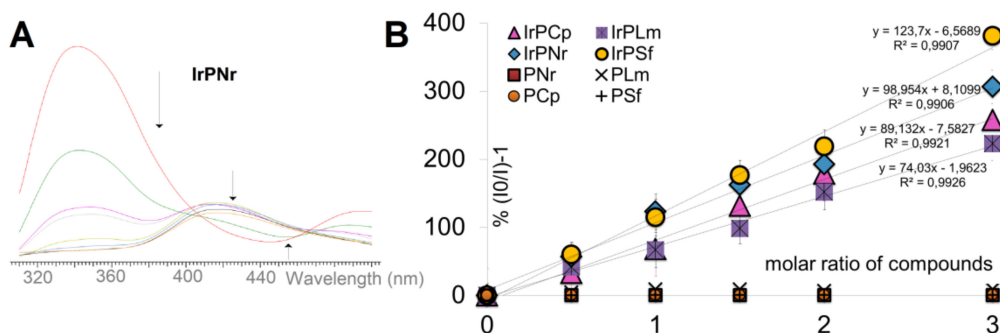 A
IrPNr
320 360 400 440 Wavelength (nm)
B
400
300
200
100
0
% (I0/I)-1
IrPCp IrPLm
IrPNr IrPSf
PNr PLm
PCp PSf
y = 123,7x - 6,5689
R² = 0,9907
y = 98,954x + 8,1099
R² = 0,9906
y = 89,132x - 7,5827
R² = 0,9921
y = 74,03x - 1,9623
R² = 0,9926
molar ratio of compounds
0 1 2 3